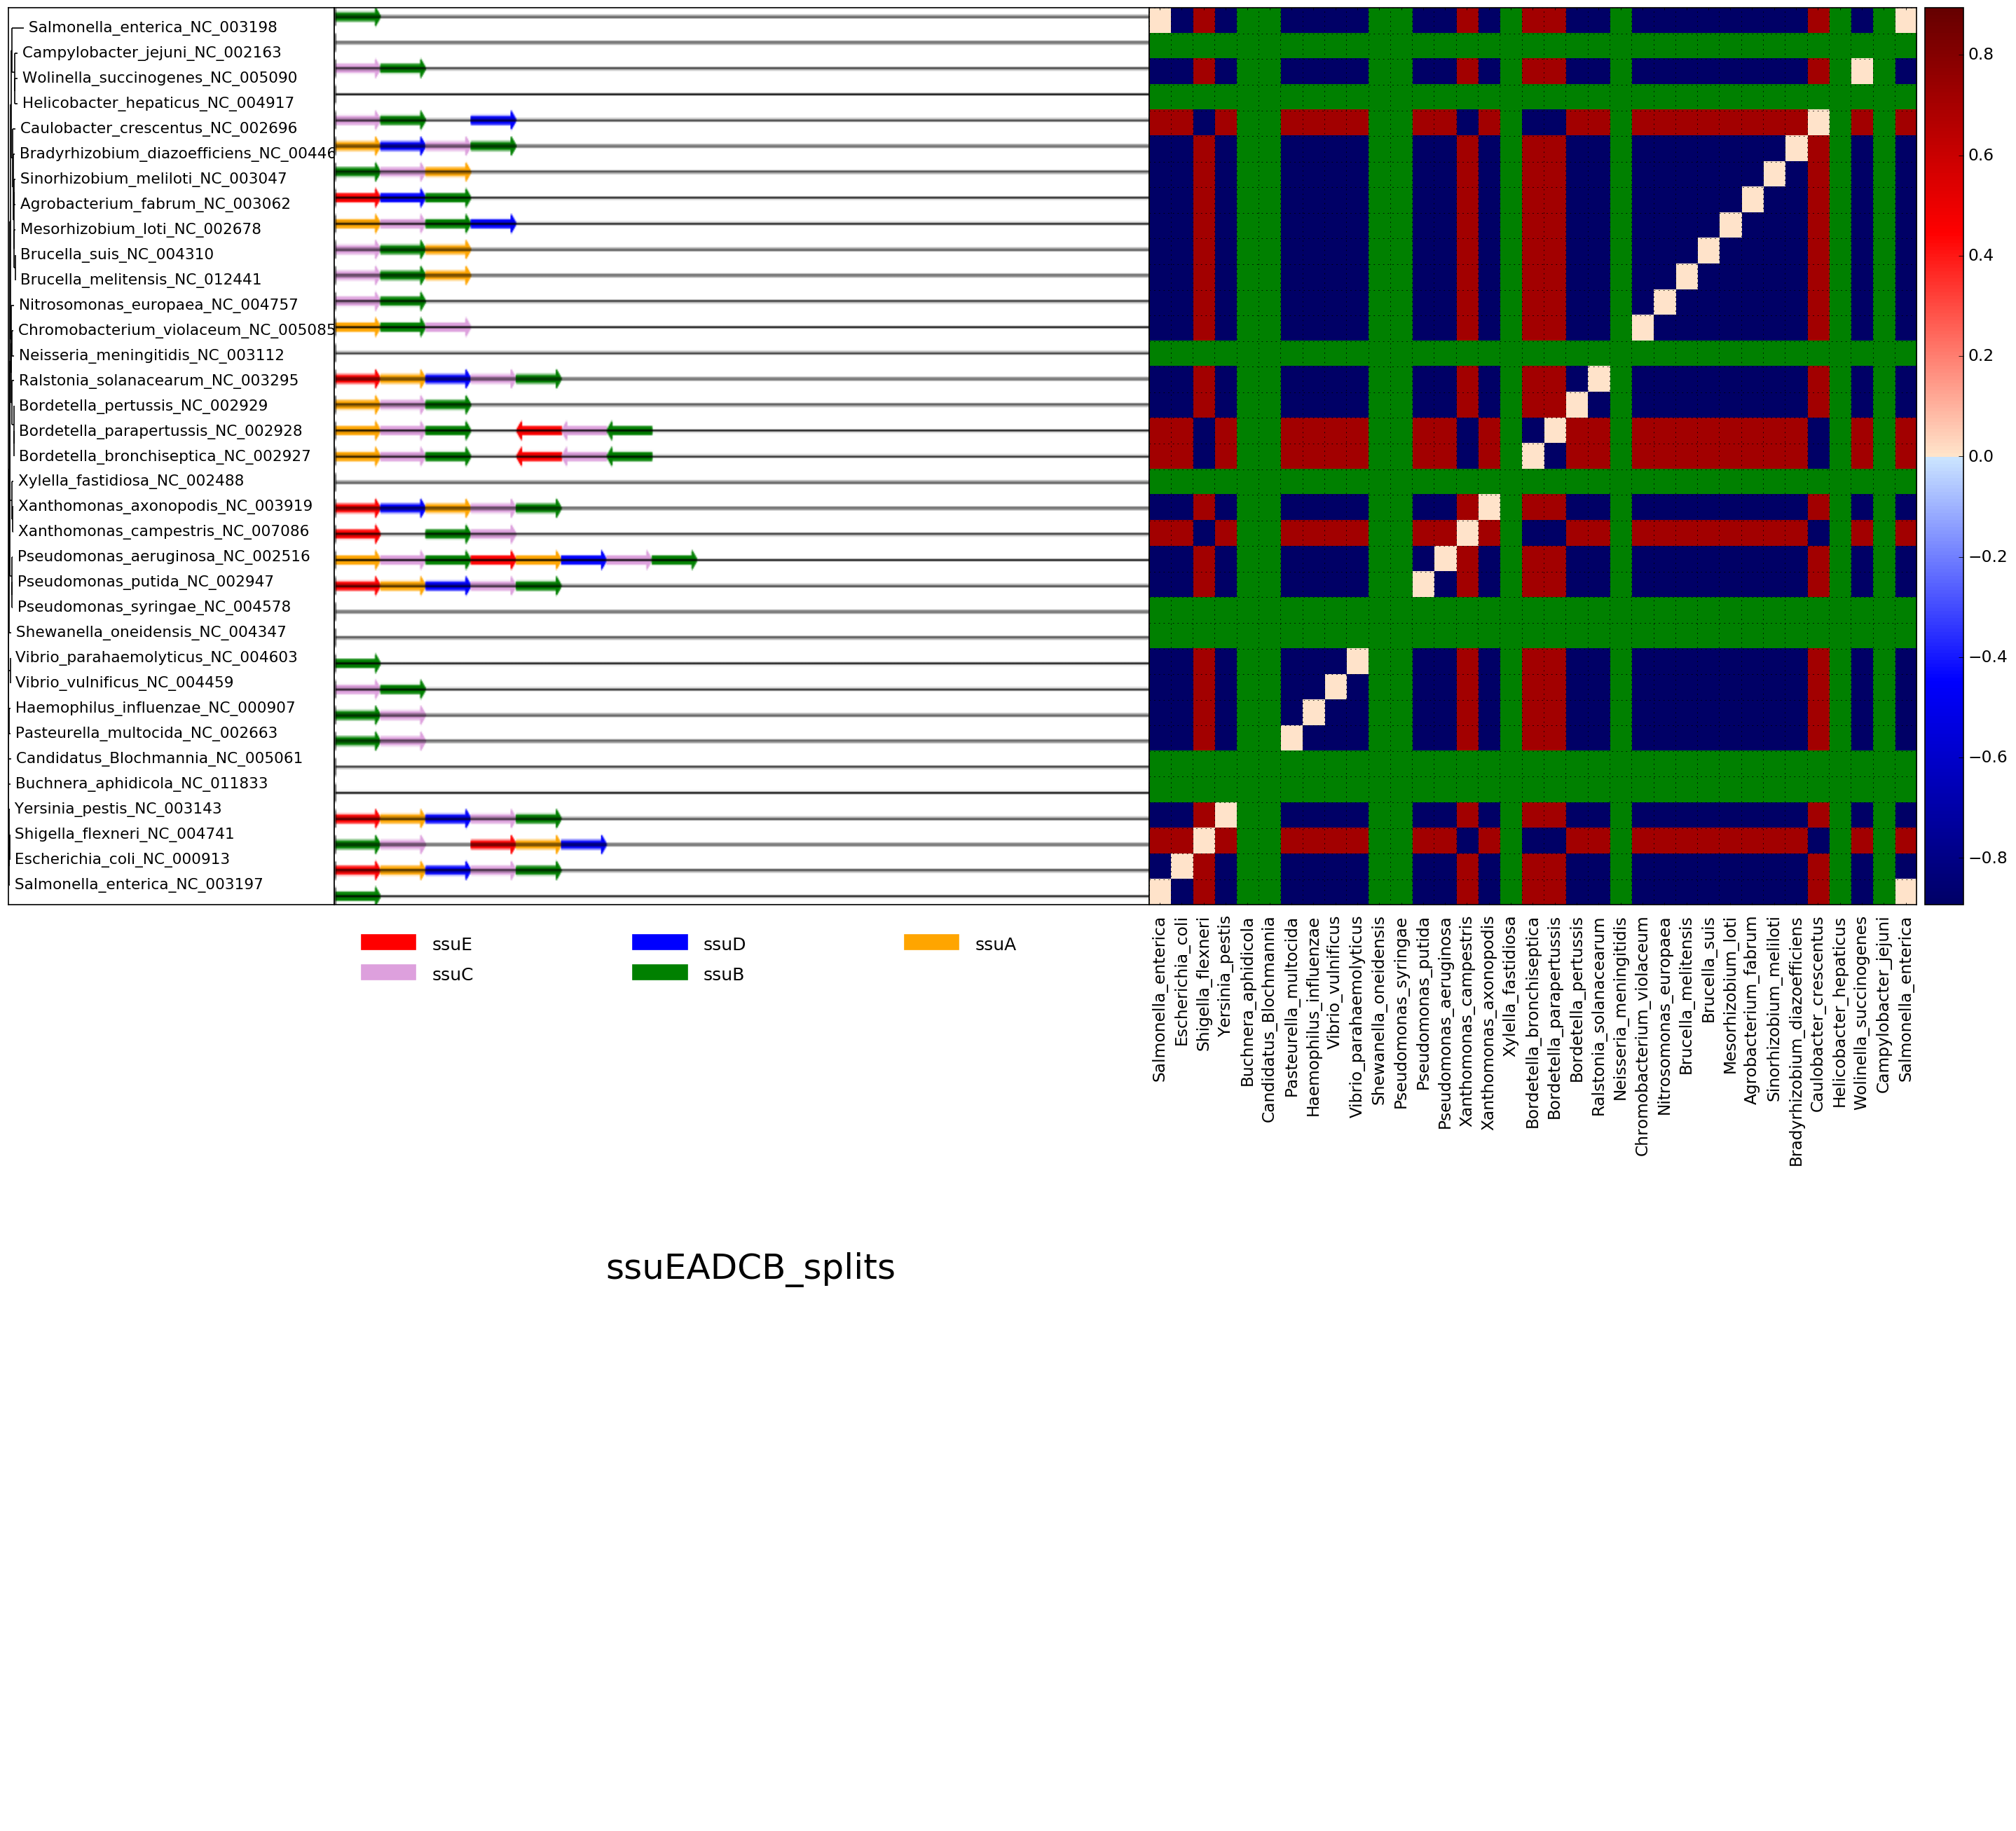 Salmonella_enterica_NC_003198
Campylobacter_jejuni_NC_002163
Wolinella_succinogenes_NC_005090
Helicobacter_hepaticus_NC_004917
Caulobacter_crescentus_NC_002696
Bradyrhizobium_diazoefficiens_NC_00446
Sinorhizobium_meliloti_NC_003047
Agrobacterium_fabrum_NC_003062
Mesorhizobium_loti_NC_002678
Brucella_suis_NC_004310
Brucella_melitensis_NC_012441
Nitrosomonas_europaea_NC_004757
Chromobacterium_violaceum_NC_005085
Neisseria_meningitidis_NC_003112
Ralstonia_solanacearum_NC_003295
Bordetella_pertussis_NC_002929
Bordetella_parapertussis_NC_002928
Bordetella_bronchiseptica_NC_002927
Xylella_fastidiosa_NC_002488
Xanthomonas_axonopodis_NC_003919
Xanthomonas_campestris_NC_007086
Pseudomonas_aeruginosa_NC_002516
Pseudomonas_putida_NC_002947
Pseudomonas_syringae_NC_004578
Shewanella_oneidensis_NC_004347
Vibrio_parahaemolyticus_NC_004603
Vibrio_vulnificus_NC_004459
Haemophilus_influenzae_NC_000907
Pasteurella_multocida_NC_002663
Candidatus_Blochmannia_NC_005061
Buchnera_aphidicola_NC_011833
Yersinia_pestis_NC_003143
Shigella_flexneri_NC_004741
Escherichia_coli_NC_000913
Salmonella_enterica_NC_003197
0.8
0.6
0.4
0.2
0.0
−0.2
−0.4
−0.6
−0.8
Salmonella_enterica
Escherichia_coli
Shigella_flexneri
Yersinia_pestis
Buchnera_aphidicola
Candidatus_Blochmannia
Pasteurella_multocida
Haemophilus_influenzae
Vibrio_vulnificus
Vibrio_parahaemolyticus
Shewanella_oneidensis
Pseudomonas_syringae
Pseudomonas_putida
Pseudomonas_aeruginosa
Xanthomonas_campestris
Xanthomonas_axonopodis
Xylella_fastidiosa
Bordetella_bronchiseptica
Bordetella_parapertussis
Bordetella_pertussis
Ralstonia_solanacearum
Neisseria_meningitidis
Chromobacterium_violaceum
Nitrosomonas_europaea
Brucella_melitensis
Brucella_suis
Mesorhizobium_loti
Agrobacterium_fabrum
Sinorhizobium_meliloti
Bradyrhizobium_diazoefficiens
Caulobacter_crescentus
Helicobacter_hepaticus
Wolinella_succinogenes
Campylobacter_jejuni
Salmonella_enterica
ssuE ssuD ssuA
ssuC ssuB
ssuEADCB_splits